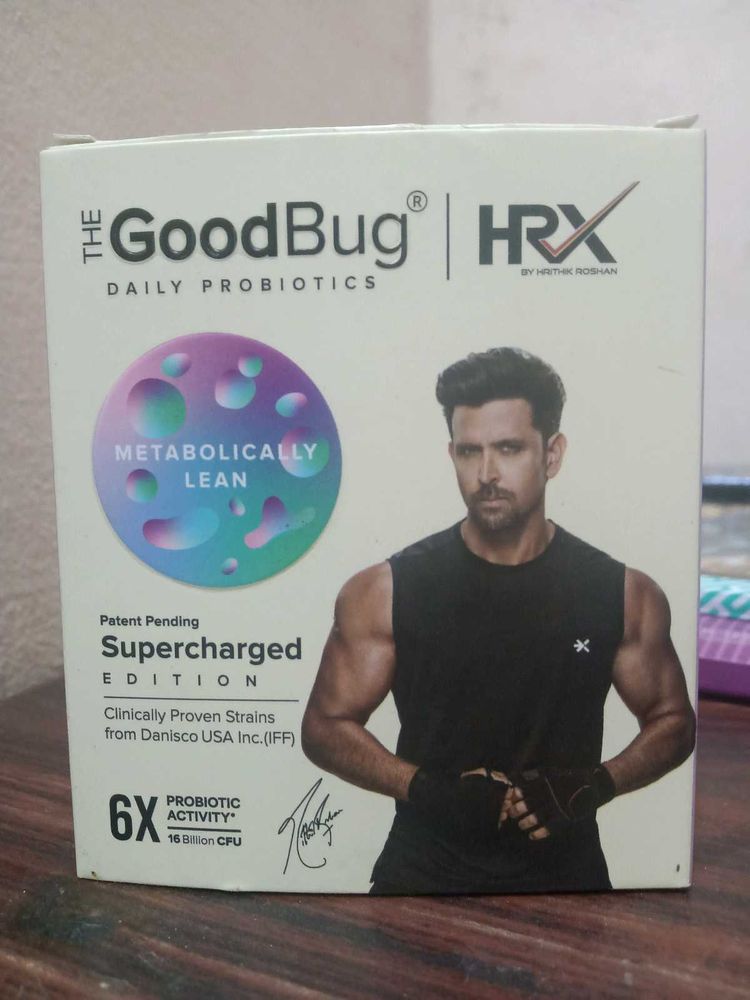 THE GoodBug® | HRX
BY HRITHIK ROSHAN
DAILY PROBIOTICS
METABOLICALLY
LEAN
Patent Pending
Supercharged
EDITION
Clinically Proven Strains
from Danisco USA Inc.(IFF)
6X PROBIOTIC
ACTIVITY*
16 Billion CFU